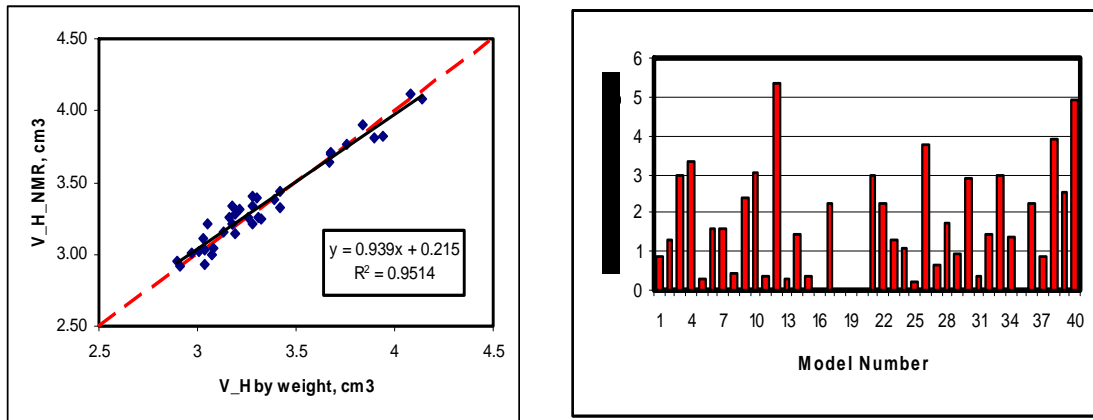 4.50
4.00
3.50
3.00
2.50
V_H_NMR, cm3
y = 0.939x + 0.215
R² = 0.9514
2.5 3 3.5 4 4.5
V_H by weight, cm3
6
5
4
3
2
1
0
1 4 7 10 13 16 19 22 25 28 31 34 37 40
Model Number